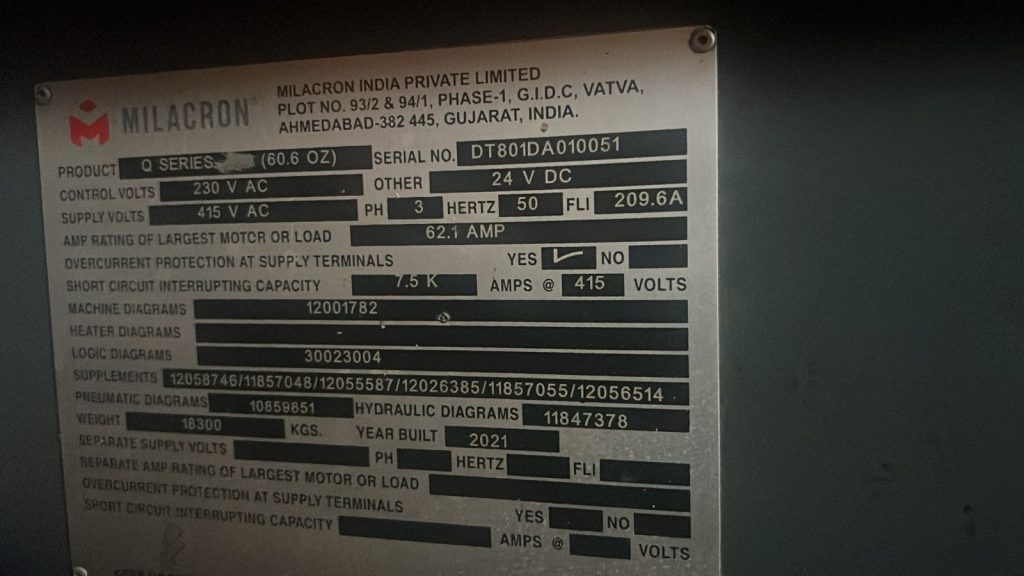 MILACRON
MILACRON INDIA PRIVATE LIMITED
PLOT NO. 93/2 & 94/1, PHASE-1, G.I.D.C, VATVA,
AHMEDABAD-382 445, GUJARAT, INDIA.
PRODUCT Q SERIES (60.6 OZ) SERIAL NO. DT801DA010051
CONTROL VOLTS 230 V AC OTHER 24 V DC
SUPPLY VOLTS 415 V AC PH 3 HERTZ 50 FLI 209.6A
AMP RATING OF LARGEST MOTOR OR LOAD 62.1 AMP
OVERCURRENT PROTECTION AT SUPPLY TERMINALS YES ✓ NO
SHORT CIRCUIT INTERRUPTING CAPACITY 7.5 K AMPS @ 415 VOLTS
MACHINE DIAGRAMS 12001782
HEATER DIAGRAMS -
LOGIC DIAGRAMS 30023004
SUPPLEMENTS 12058746/11857048/12055587/12026385/11857055/12056514
PNEUMATIC DIAGRAMS 10859851 HYDRAULIC DIAGRAMS 11847378
WEIGHT 18300 KGS. YEAR BUILT 2021
SEPARATE SUPPLY VOLTS PH HERTZ FLI
SEPARATE AMP RATING OF LARGEST MOTOR OR LOAD
OVERCURRENT PROTECTION AT SUPPLY TERMINALS YES NO
SHORT CIRCUIT INTERRUPTING CAPACITY AMPS @ VOLTS